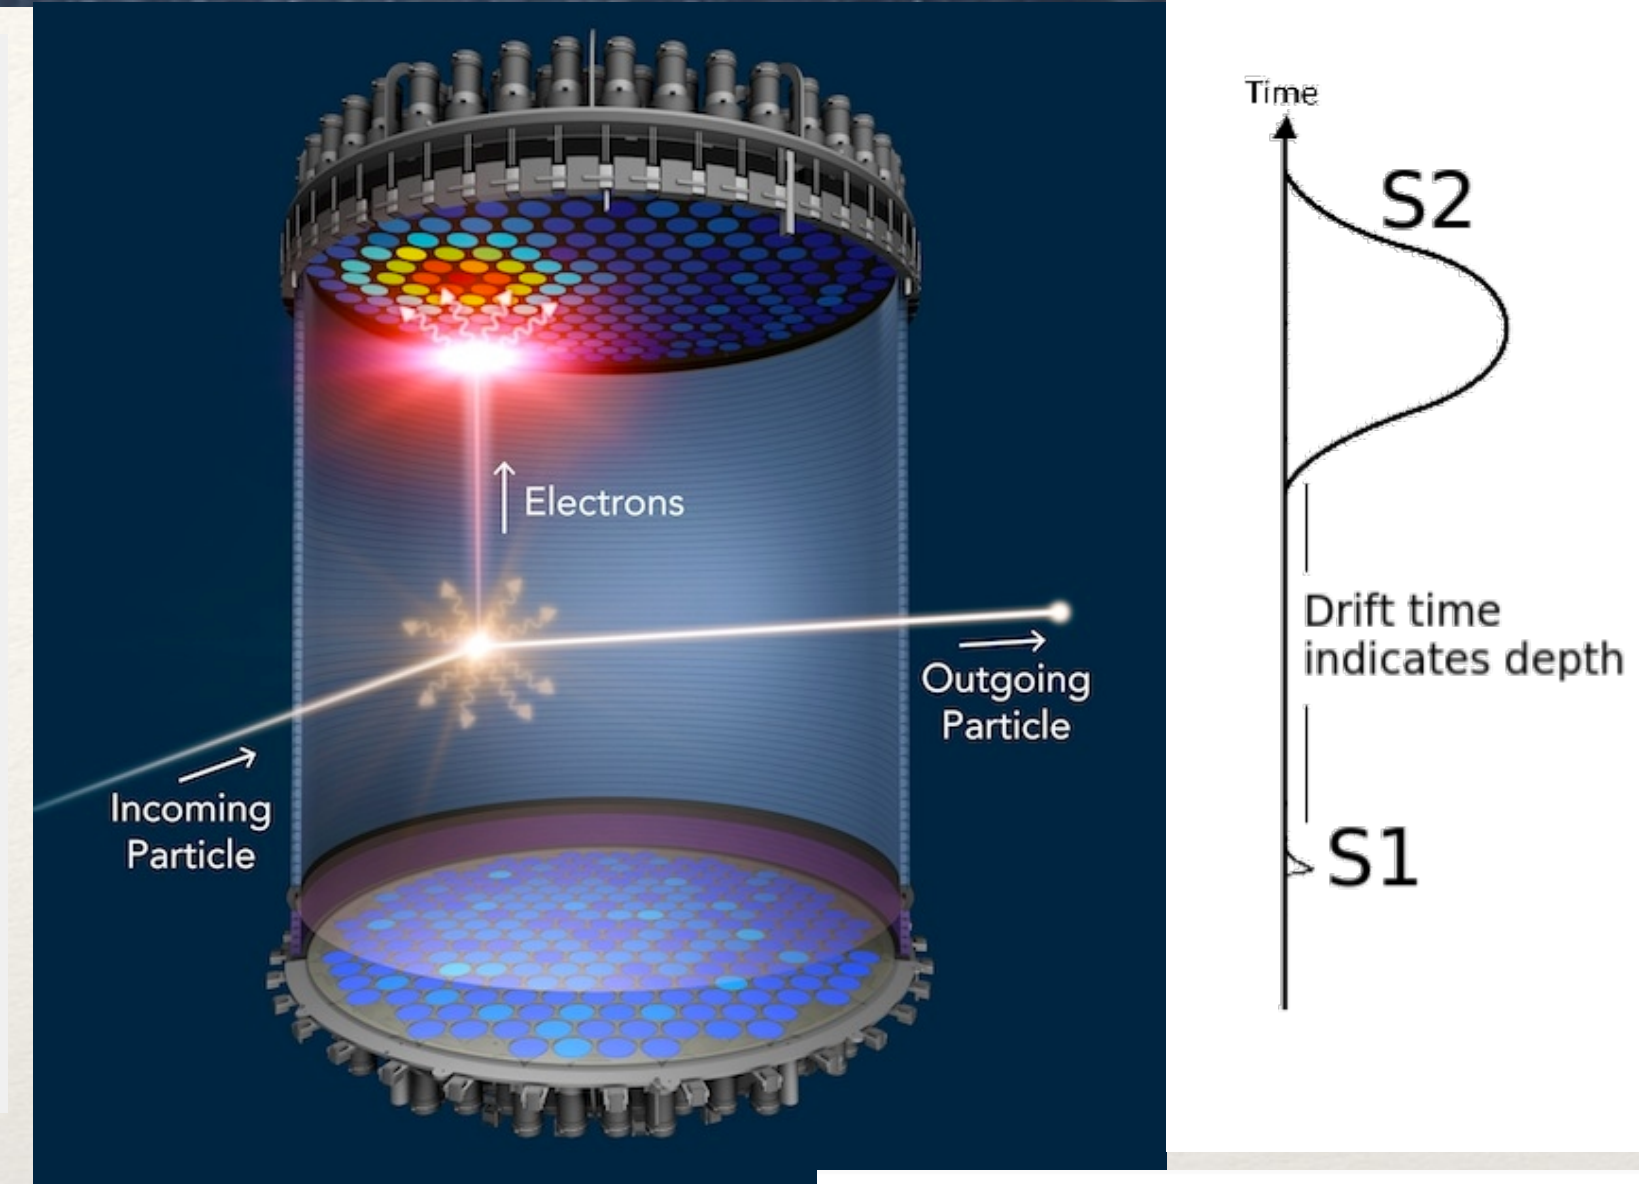 Electrons
Outgoing
Particle
Incoming
Particle
Time
S2
Drift time
indicates depth
S1